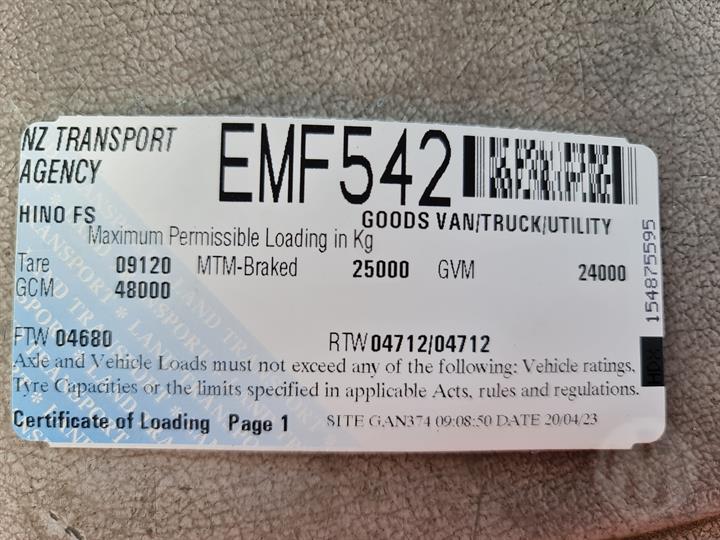 NZ TRANSPORT AGENCY
EMF542
HINO FS
GOODS VAN/TRUCK/UTILITY
Maximum Permissible Loading in Kg
Tare 09120 MTM-Braked 25000 GVM 24000
GCM 48000
FTW 04680 RTW 04712/04712
Axle and Vehicle Loads must not exceed any of the following: Vehicle ratings,
Tyre Capacities or the limits specified in applicable Acts, rules and regulations.
Certificate of Loading Page 1 SITE GAN374 09:08:50 DATE 20/04/23
154875595
HDX